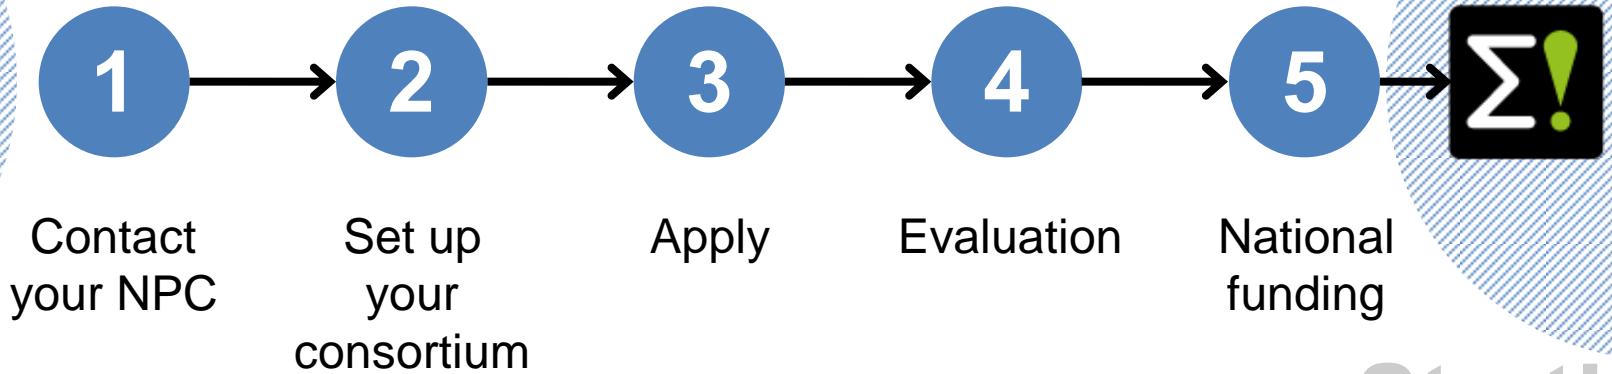 1 2 3 4 5 Σ!
Contact Set up Apply Evaluation National
your NPC your funding
consortium